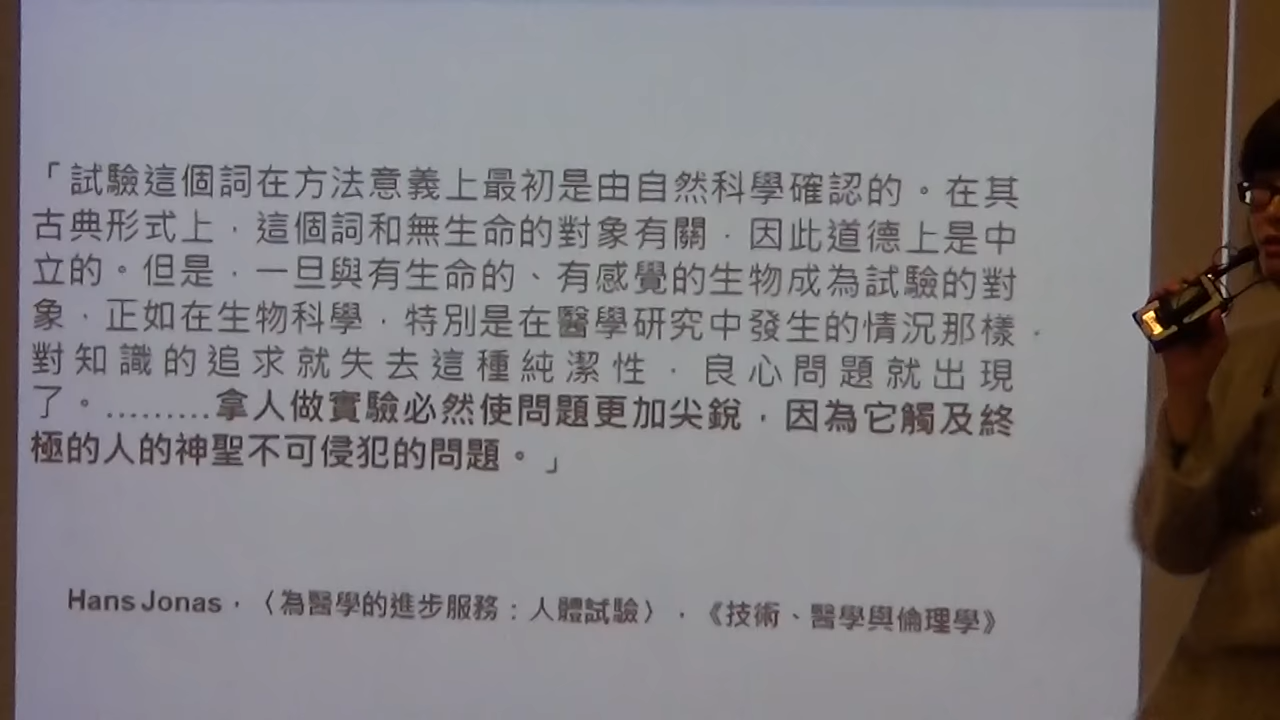 「試驗這個詞在方法意義上最初是由自然科學確認的。在其
古典形式上，這個詞和無生命的對象有關，因此道德上是中
立的。但是，一旦與有生命的、有感覺的生物成為試驗的對
象，正如在生物科學，特別是在醫學研究中發生的情況那樣，
對知識的追求就失去這種純潔性，良心問題就出現
了。………拿人做實驗必然使問題更加尖銳，因為它觸及終
極的人的神聖不可侵犯的問題。」
Hans Jonas，〈為醫學的進步服務：人體試驗〉，《技術、醫學與倫理學》